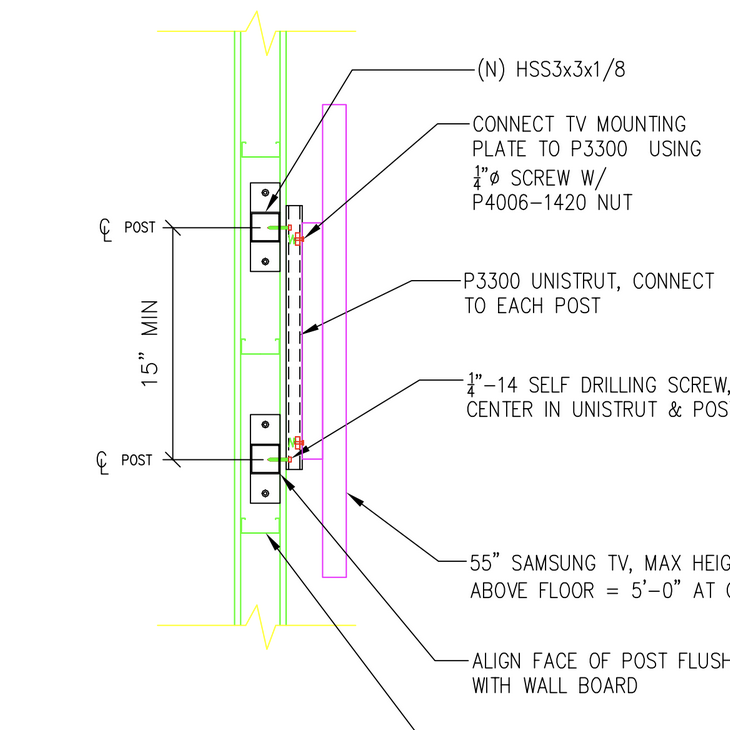 (N) HSS3x3x1/8
CONNECT TV MOUNTING
PLATE TO P3300 USING
1/4"ø SCREW W/
P4006-1420 NUT
℄ POST
P3300 UNISTRUT, CONNECT
TO EACH POST
15" MIN
1/4"-14 SELF DRILLING SCREW,
CENTER IN UNISTRUT & POS
℄ POST
55" SAMSUNG TV, MAX HEIG
ABOVE FLOOR = 5'-0" AT
ALIGN FACE OF POST FLUSH
WITH WALL BOARD